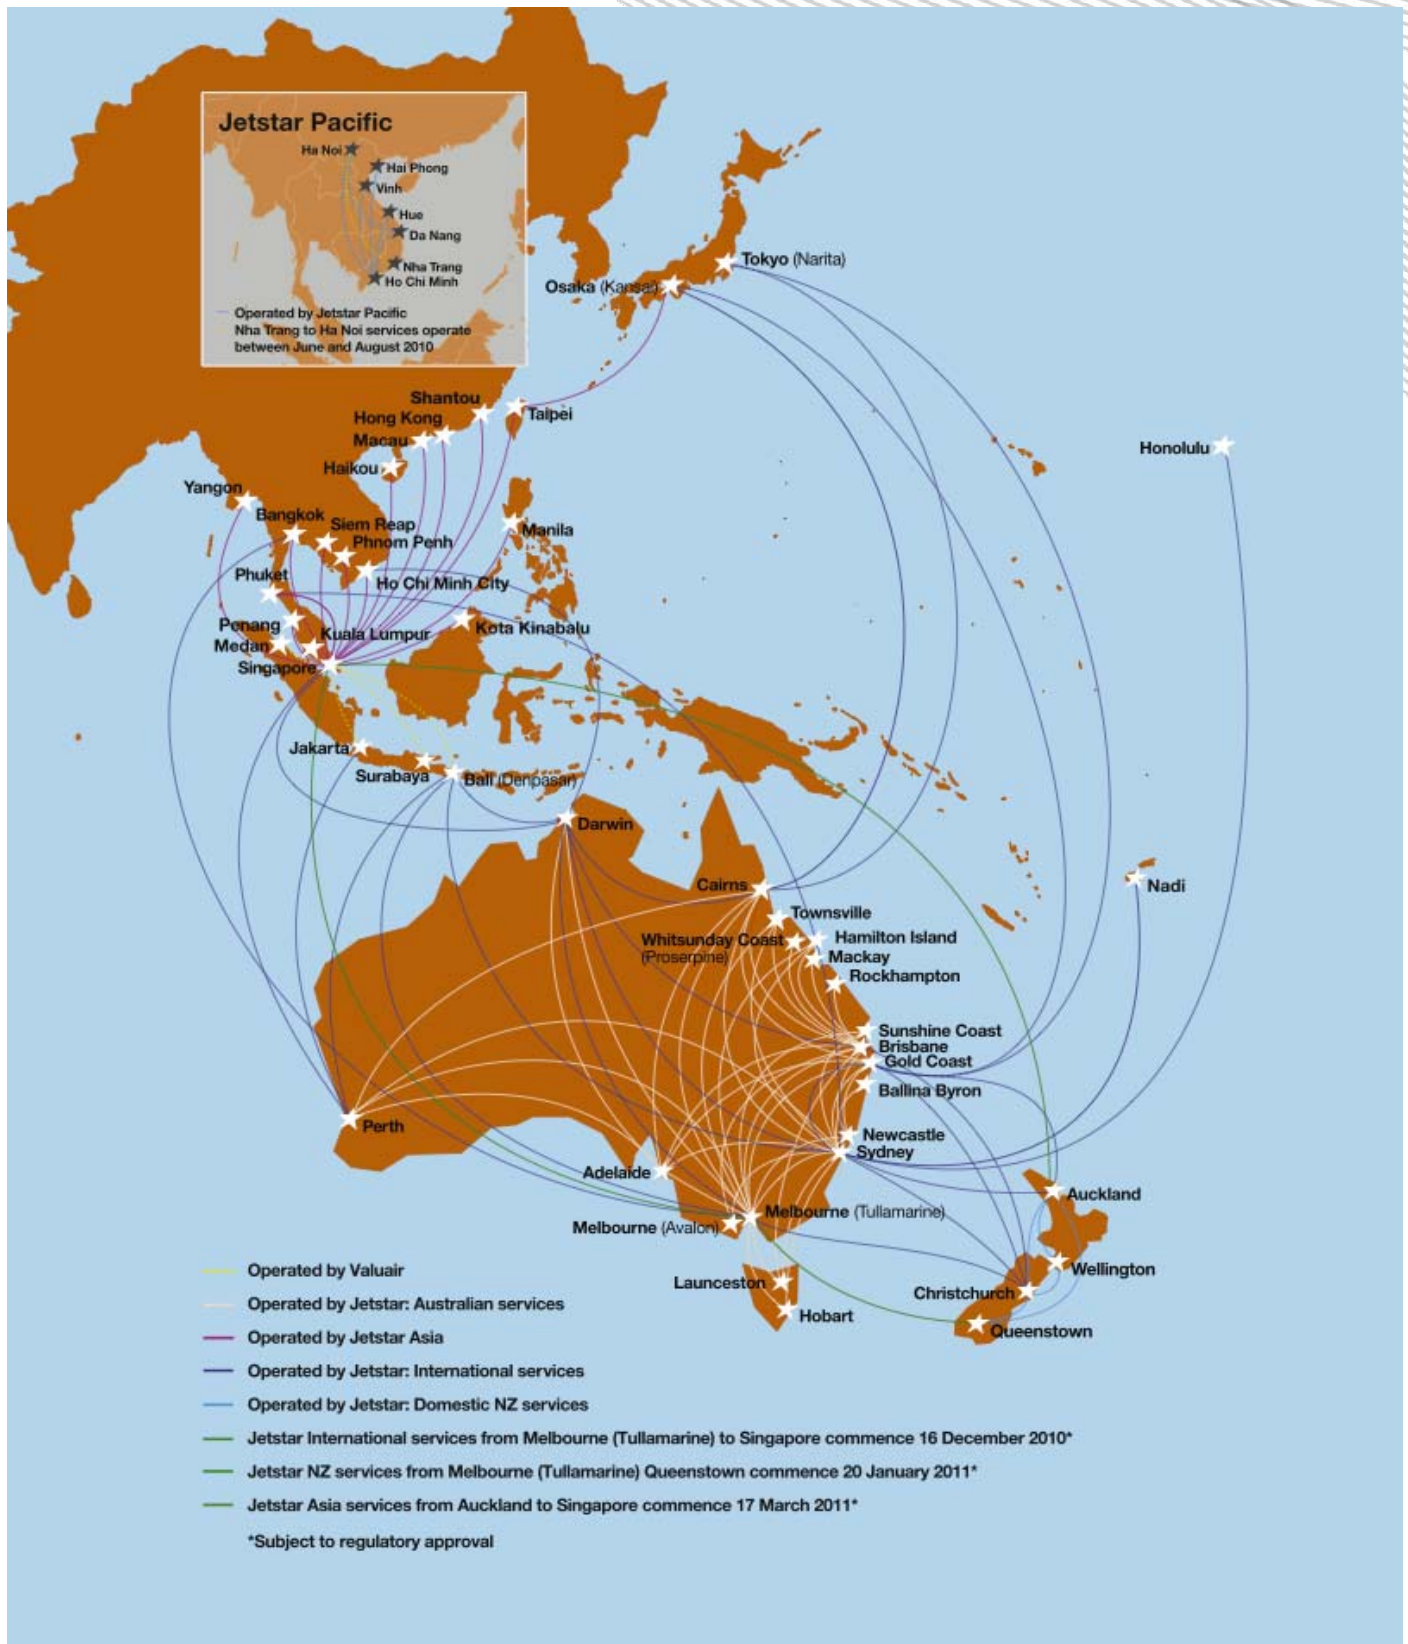 Jetstar Pacific
Ha Noi
Hai Phong
Vinh
Hue
Da Nang
Nha Trang
Ho Chi Minh
Operated by Jetstar Pacific
Nha Trang to Ha Noi services operate
between June and August 2010
Tokyo (Narita)
Osaka (Kansai)
Shantou
Taipei
Hong Kong
Macau
Honolulu
Haikou
Yangon
Bangkok
Siem Reap
Manila
Phnom Penh
Phuket
Ho Chi Minh City
Penang
Kota Kinabalu
Kuala Lumpur
Medan
Singapore
Jakarta
Surabaya
Bali (Denpasar)
Darwin
Cairns
Nadi
Townsville
Whitsunday Coast
(Proserpine)
Hamilton Island
Mackay
Rockhampton
Sunshine Coast
Brisbane
Gold Coast
Ballina Byron
Perth
Newcastle
Sydney
Adelaide
Auckland
Melbourne (Tullamarine)
Melbourne (Avalon)
Wellington
Launceston
Christchurch
Hobart
Queenstown
Operated by Valuair
Operated by Jetstar: Australian services
Operated by Jetstar Asia
Operated by Jetstar: International services
Operated by Jetstar: Domestic NZ services
Jetstar International services from Melbourne (Tullamarine) to Singapore commence 16 December 2010*
Jetstar NZ services from Melbourne (Tullamarine) Queenstown commence 20 January 2011*
Jetstar Asia services from Auckland to Singapore commence 17 March 2011*
*Subject to regulatory approval